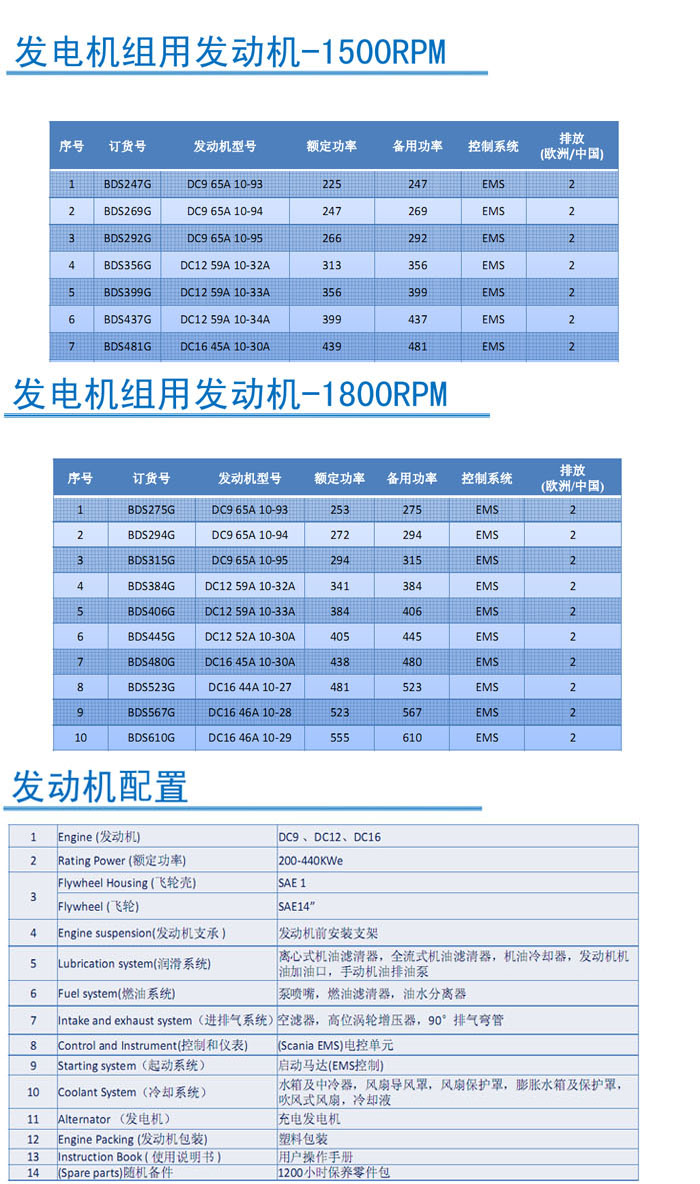 发电机组用发动机-1500RPM
序号 订货号 发动机型号 额定功率 备用功率 控制系统 排放
(欧洲/中国)
1 BDS247G DC9 65A 10-93 225 247 EMS 2
2 BDS269G DC9 65A 10-94 247 269 EMS 2
3 BDS292G DC9 65A 10-95 266 292 EMS 2
4 BDS356G DC12 59A 10-32A 313 356 EMS 2
5 BDS399G DC12 59A 10-33A 356 399 EMS 2
6 BDS437G DC12 59A 10-34A 399 437 EMS 2
7 BDS481G DC16 45A 10-30A 439 481 EMS 2
发电机组用发动机-1800RPM
序号 订货号 发动机型号 额定功率 备用功率 控制系统 排放
(欧洲/中国)
1 BDS275G DC9 65A 10-93 253 275 EMS 2
2 BDS294G DC9 65A 10-94 272 294 EMS 2
3 BDS315G DC9 65A 10-95 294 315 EMS 2
4 BDS384G DC12 59A 10-32A 341 384 EMS 2
5 BDS406G DC12 59A 10-33A 384 406 EMS 2
6 BDS445G DC12 52A 10-30A 405 445 EMS 2
7 BDS480G DC16 45A 10-30A 438 480 EMS 2
8 BDS523G DC16 44A 10-27 481 523 EMS 2
9 BDS567G DC16 46A 10-28 523 567 EMS 2
10 BDS610G DC16 46A 10-29 555 610 EMS 2
发动机配置
1 Engine (发动机) DC9 、DC12、DC16
2 Rating Power (额定功率) 200-440KWe
3 Flywheel Housing (飞轮壳) SAE 1
Flywheel (飞轮) SAE14”
4 Engine suspension(发动机支承 ) 发动机前安装支架
5 Lubrication system(润滑系统) 离心式机油滤清器，全流式机油滤清器，机油冷却器，发动机机
油加油口，手动机油排油泵
6 Fuel system(燃油系统) 泵喷嘴，燃油滤清器，油水分离器
7 Intake and exhaust system（进排气系统） 空滤器，高位涡轮增压器，90° 排气弯管
8 Control and Instrument(控制和仪表) (Scania EMS)电控单元
9 Starting system（起动系统） 启动马达(EMS控制)
10 Coolant System（冷却系统） 水箱及中冷器，风扇导风罩，风扇保护罩，膨胀水箱及保护罩，
吹风式风扇，冷却液
11 Alternator （发电机） 充电发电机
12 Engine Packing (发动机包装) 塑料包装
13 Instruction Book ( 使用说明书 ) 用户操作手册
14 (Spare parts)随机备件 1200小时保养零件包